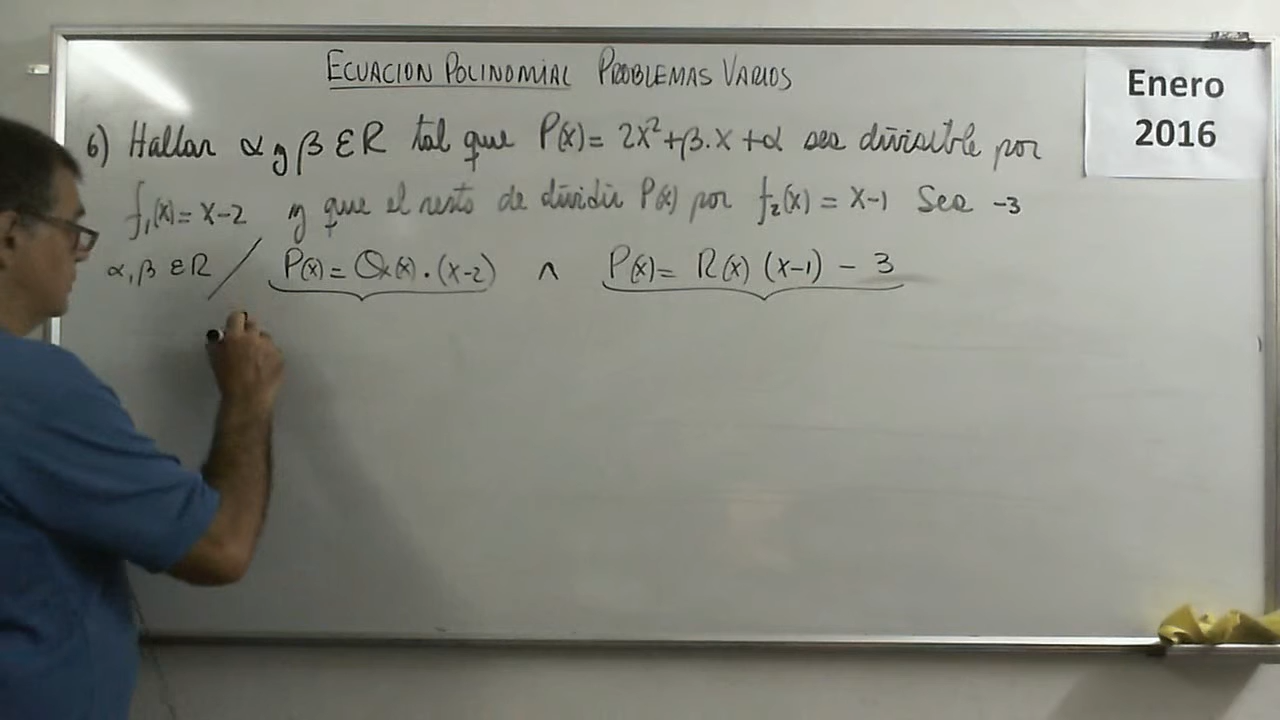 ECUACION POLINOMIAL PROBLEMAS VARIOS
Enero
2016
6) Hallar α y β ∈ R tal que P(x) = 2x² + β.x + α sea divisible por
f₁(x) = x-2 y que el resto de dividir P(x) por f₂(x) = x-1 sea -3
α, β ∈ R / P(x) = Q(x) . (x-2) ∧ P(x) = R(x) (x-1) - 3